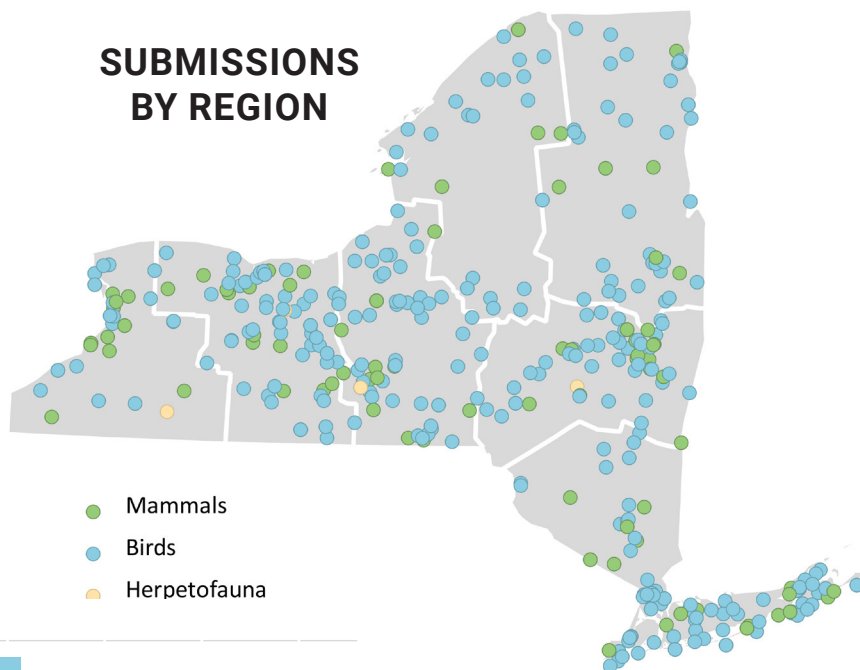 SUBMISSIONS
BY REGION
Mammals
Birds
Herpetofauna